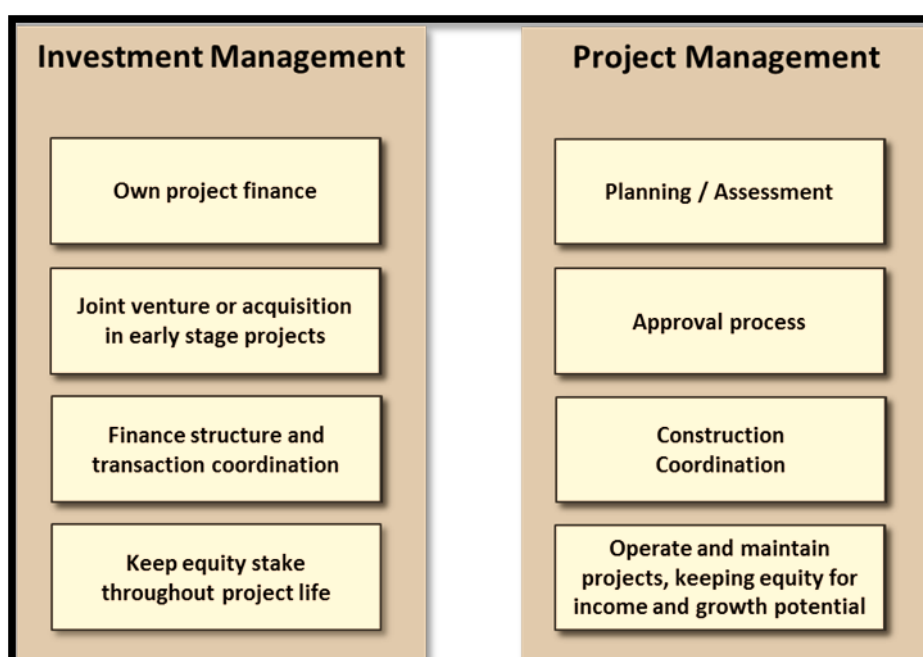 Investment Management
Own project finance
Joint venture or acquisition
in early stage projects
Finance structure and
transaction coordination
Keep equity stake
throughout project life
Project Management
Planning / Assessment
Approval process
Construction
Coordination
Operate and maintain
projects, keeping equity for
income and growth potential